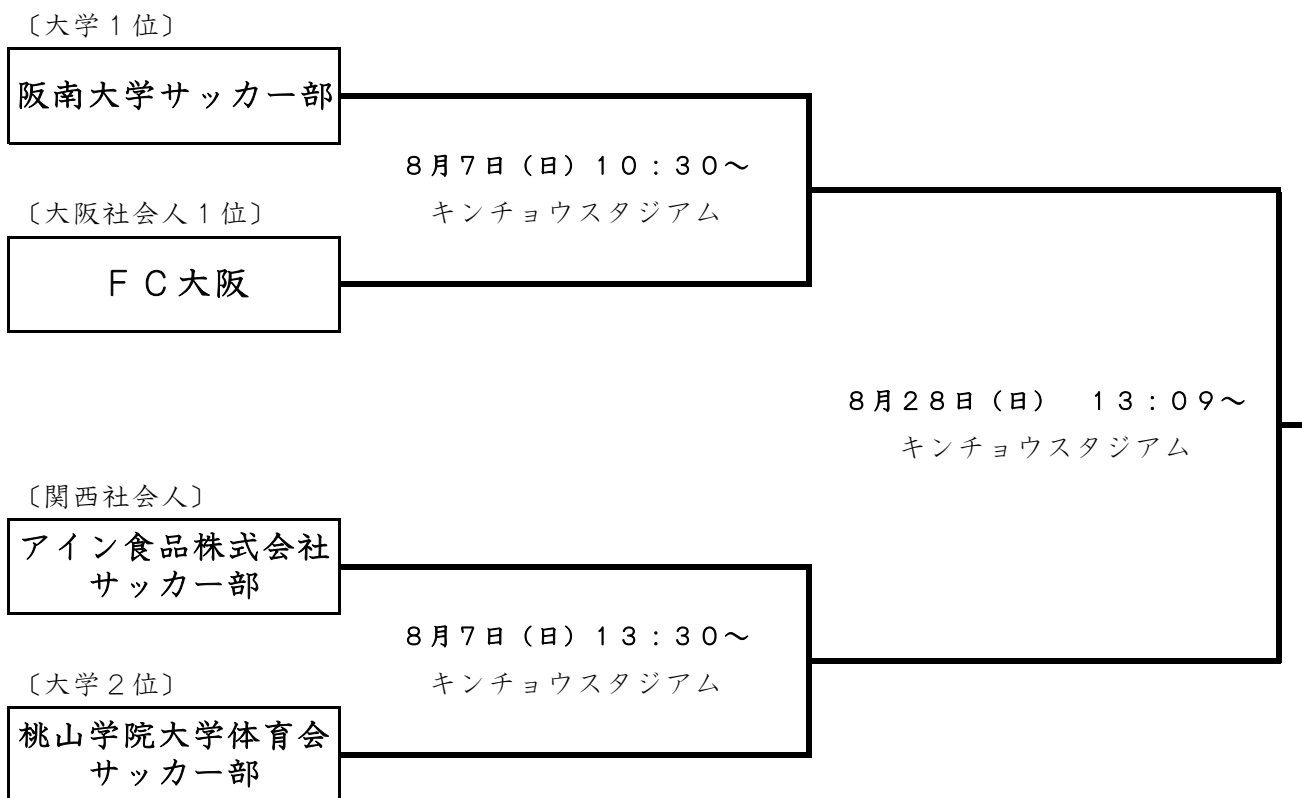 〔大学１位〕
阪南大学サッカー部
８月７日（日）１０：３０～
キンチョウスタジアム
〔大阪社会人１位〕
ＦＣ大阪
８月２８日（日）　１３：０９～
キンチョウスタジアム
〔関西社会人〕
アイン食品株式会社
サッカー部
８月７日（日）１３：３０～
キンチョウスタジアム
〔大学２位〕
桃山学院大学体育会
サッカー部